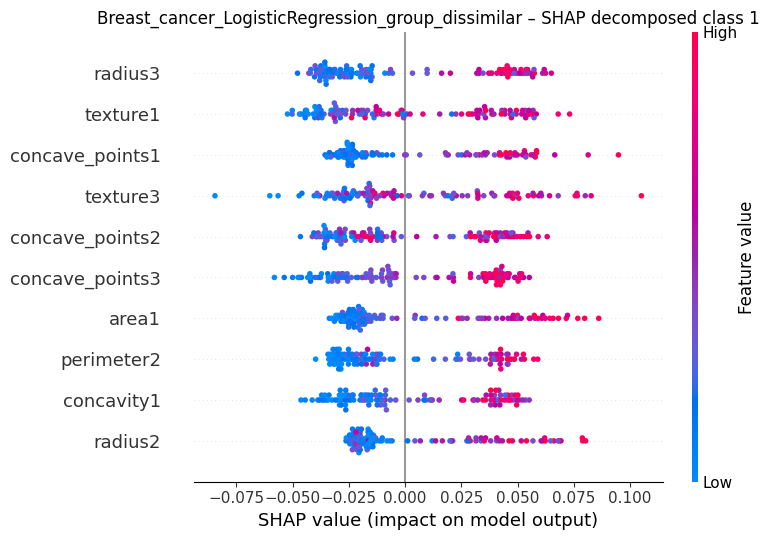 Breast_cancer_LogisticRegression_group_dissimilar – SHAP decomposed class 1
High
radius3
texture1
concave_points1
texture3
concave_points2
concave_points3
area1
perimeter2
concavity1
radius2
Feature value
Low
−0.075 −0.050 −0.025 0.000 0.025 0.050 0.075 0.100
SHAP value (impact on model output)